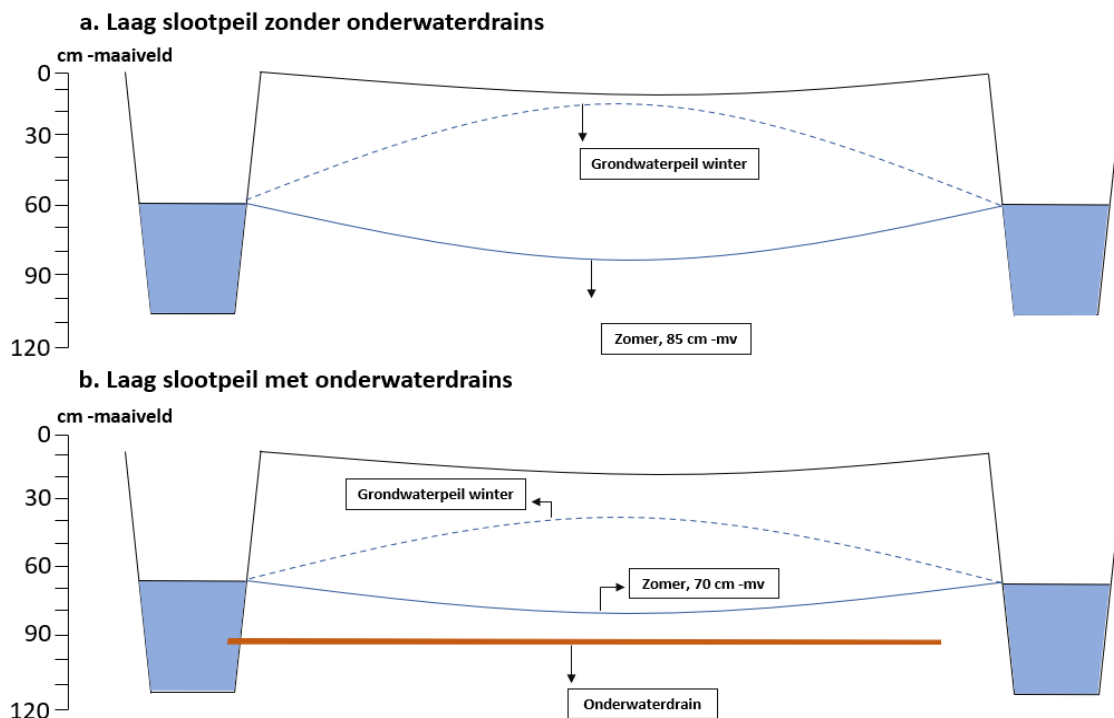 a. Laag slootpeil zonder onderwaterdrains
cm -maaiveld
0
30
60
90
120
Grondwaterpeil winter
Zomer, 85 cm -mv
b. Laag slootpeil met onderwaterdrains
cm -maaiveld
0
30
60
90
120
Grondwaterpeil winter
Zomer, 70 cm -mv
Onderwaterdrain